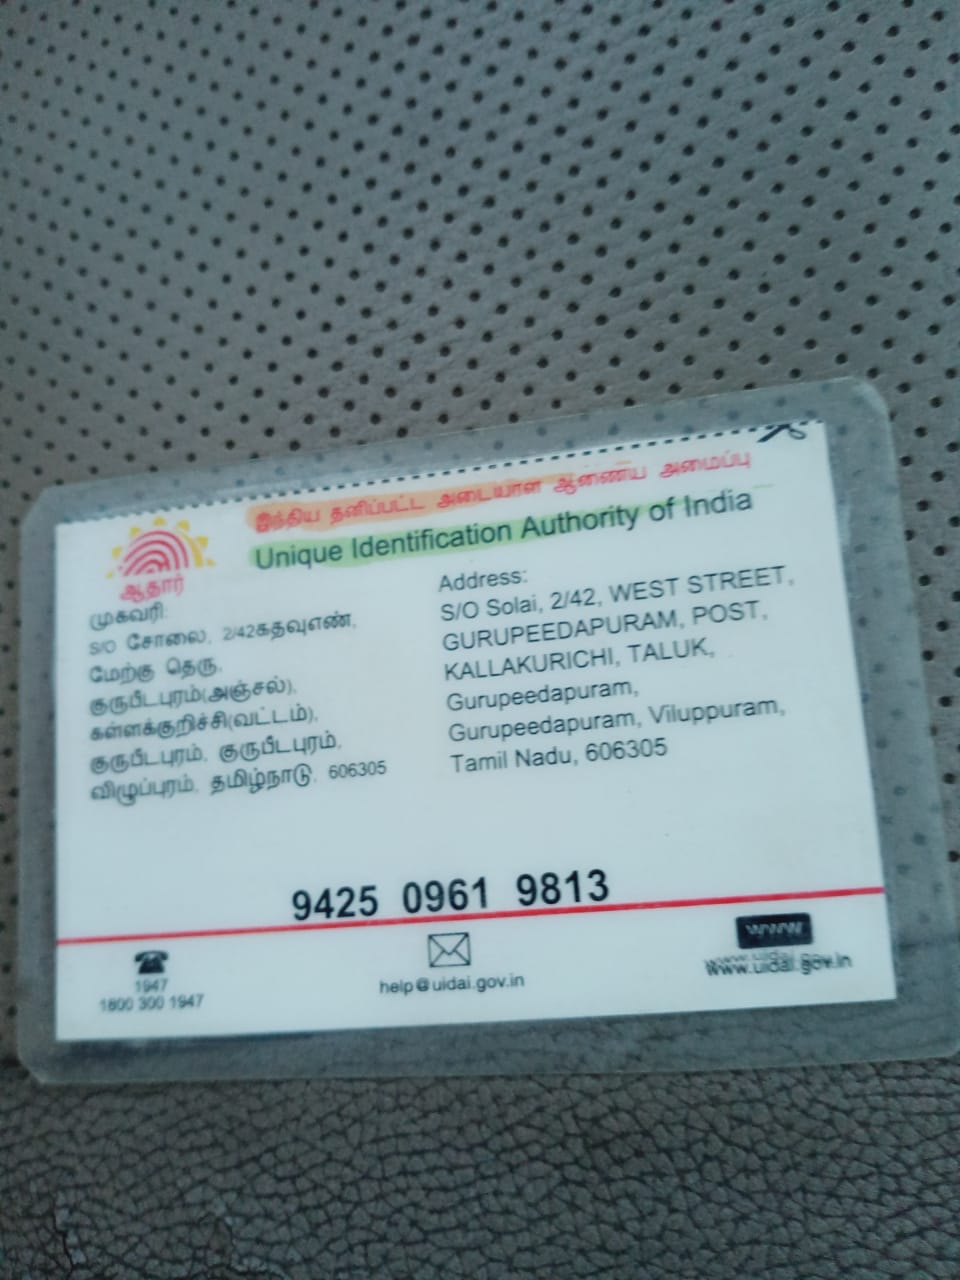 இந்திய தனிப்பட்ட அடையாள ஆணைய அமைப்பு
Unique Identification Authority of India
ஆதார்
முகவரி:
S/O சோலை, 2/42கதவுஎண்,
மேற்கு தெரு,
குருபீடபுரம்(அஞ்சல்),
கள்ளக்குறிச்சி(வட்டம்),
குருபீடபுரம், குருபீடபுரம்,
விழுப்புரம், தமிழ்நாடு, 606305
Address:
S/O Solai, 2/42, WEST STREET,
GURUPEEDAPURAM, POST,
KALLAKURICHI, TALUK,
Gurupeedapuram,
Gurupeedapuram, Viluppuram,
Tamil Nadu, 606305
9425 0961 9813
1947
1800 300 1947
help@uidai.gov.in
www
www.uidai.gov.in